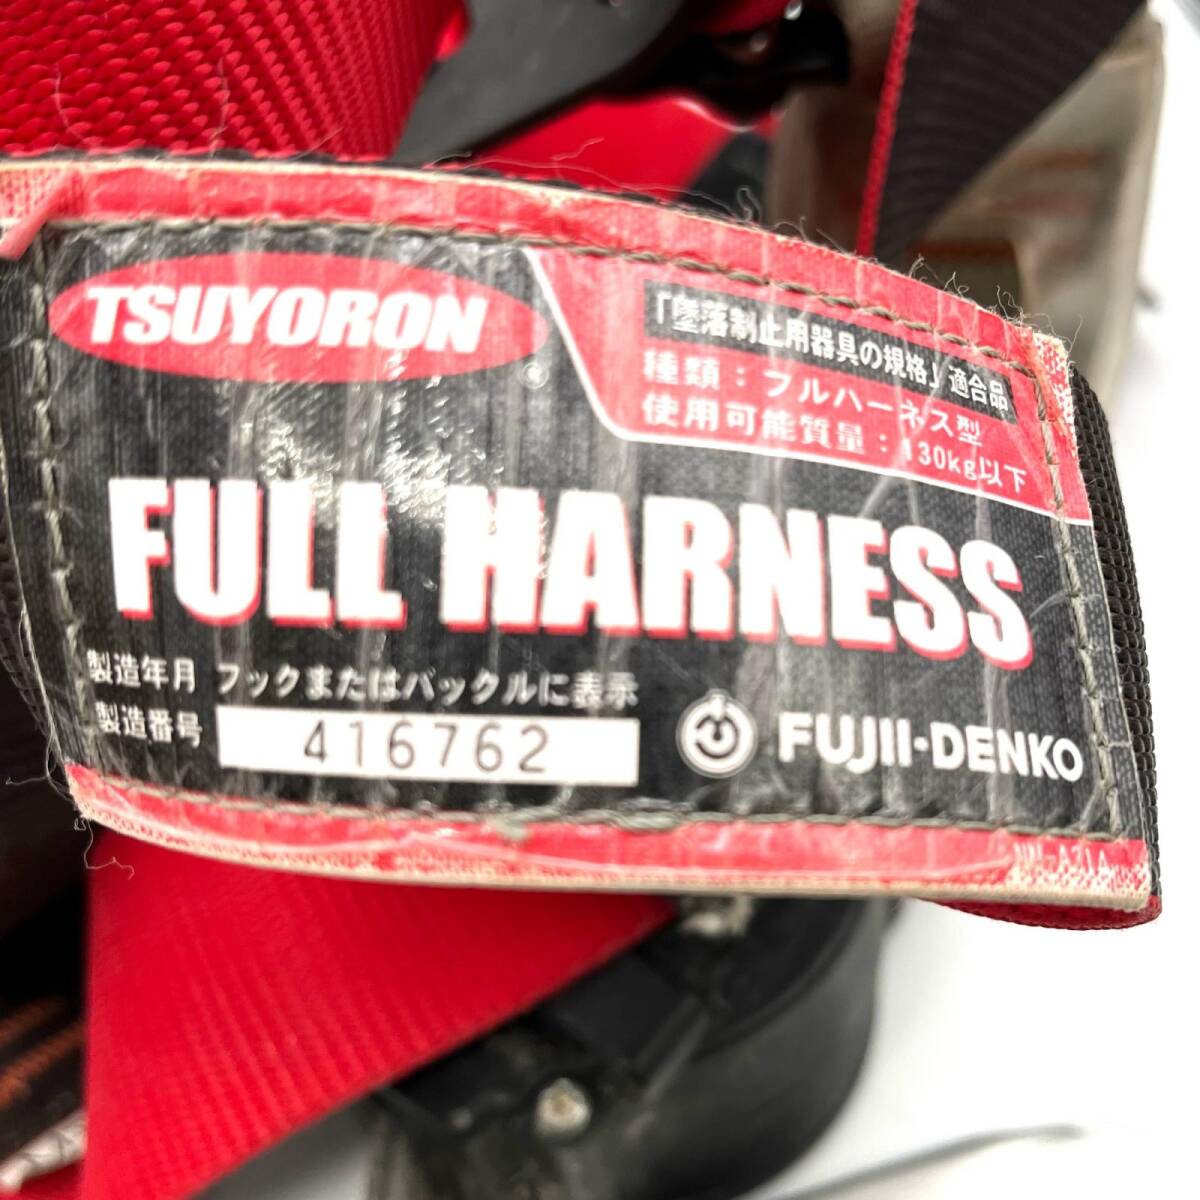 TSUYORON
「墜落制止用器具の規格」適合品
種類：フルハーネス型
使用可能質量：130kg以下
FULL HARNESS
製造年月 フックまたはバックルに表示
製造番号 416762
FUJII・DENKO